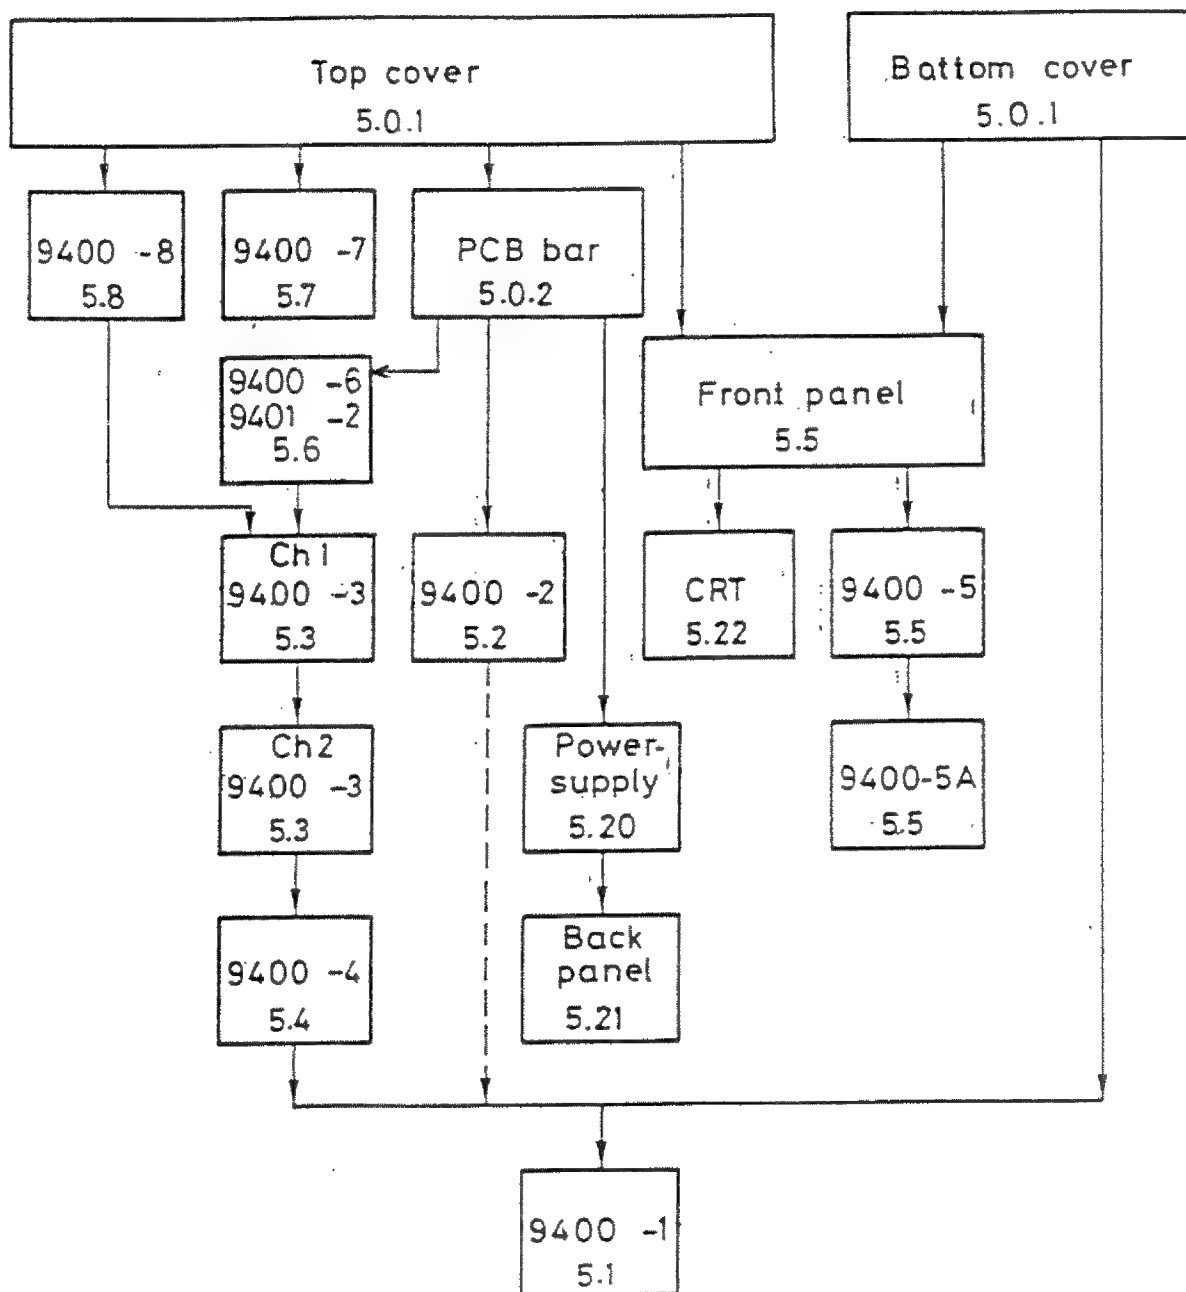 Top cover
5.0.1
Battom cover
5.0.1
9400 -8
5.8
9400 -7
5.7
PCB bar
5.0.2
9400 -6
9401 -2
5.6
Front panel
5.5
Ch1
9400 -3
5.3
9400 -2
5.2
CRT
5.22
9400 -5
5.5
Ch2
9400 -3
5.3
Power-
supply
5.20
9400-5A
5.5
9400 -4
5.4
Back
panel
5.21
9400 -1
5.1